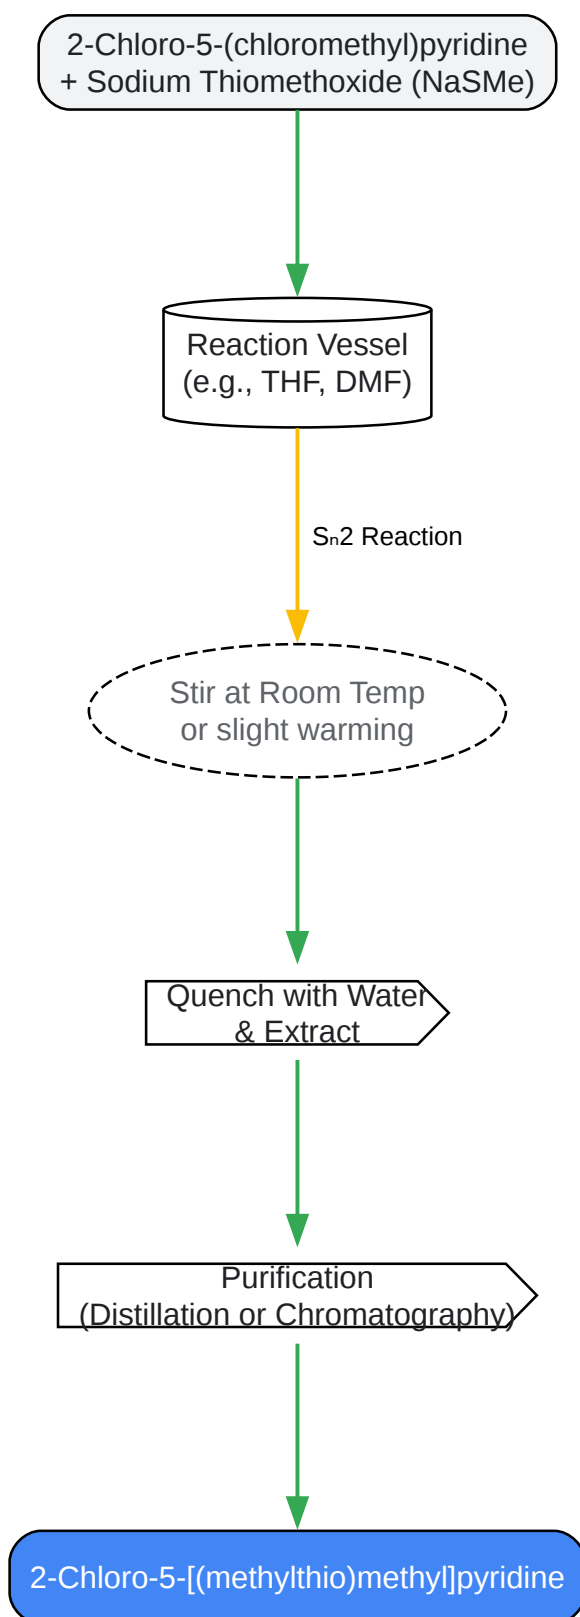 2-Chloro-5-(chloromethyl)pyridine
+ Sodium Thiomethoxide (NaSMe)
Reaction Vessel
(e.g., THF, DMF)
Sₙ2 Reaction
Stir at Room Temp
or slight warming
Quench with Water
& Extract
Purification
(Distillation or Chromatography)
2-Chloro-5-[(methylthio)methyl]pyridine